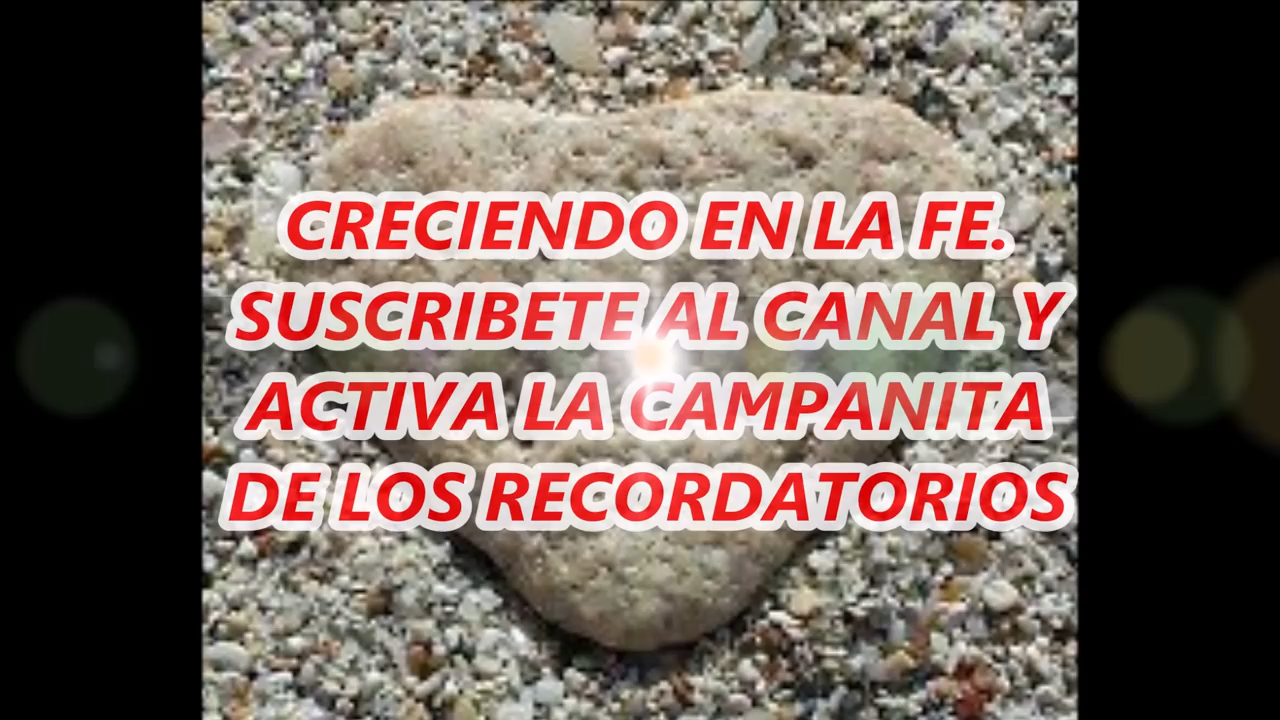 CRECIENDO EN LA FE.
SUSCRIBETE AL CANAL Y
ACTIVA LA CAMPANITA
DE LOS RECORDATORIOS